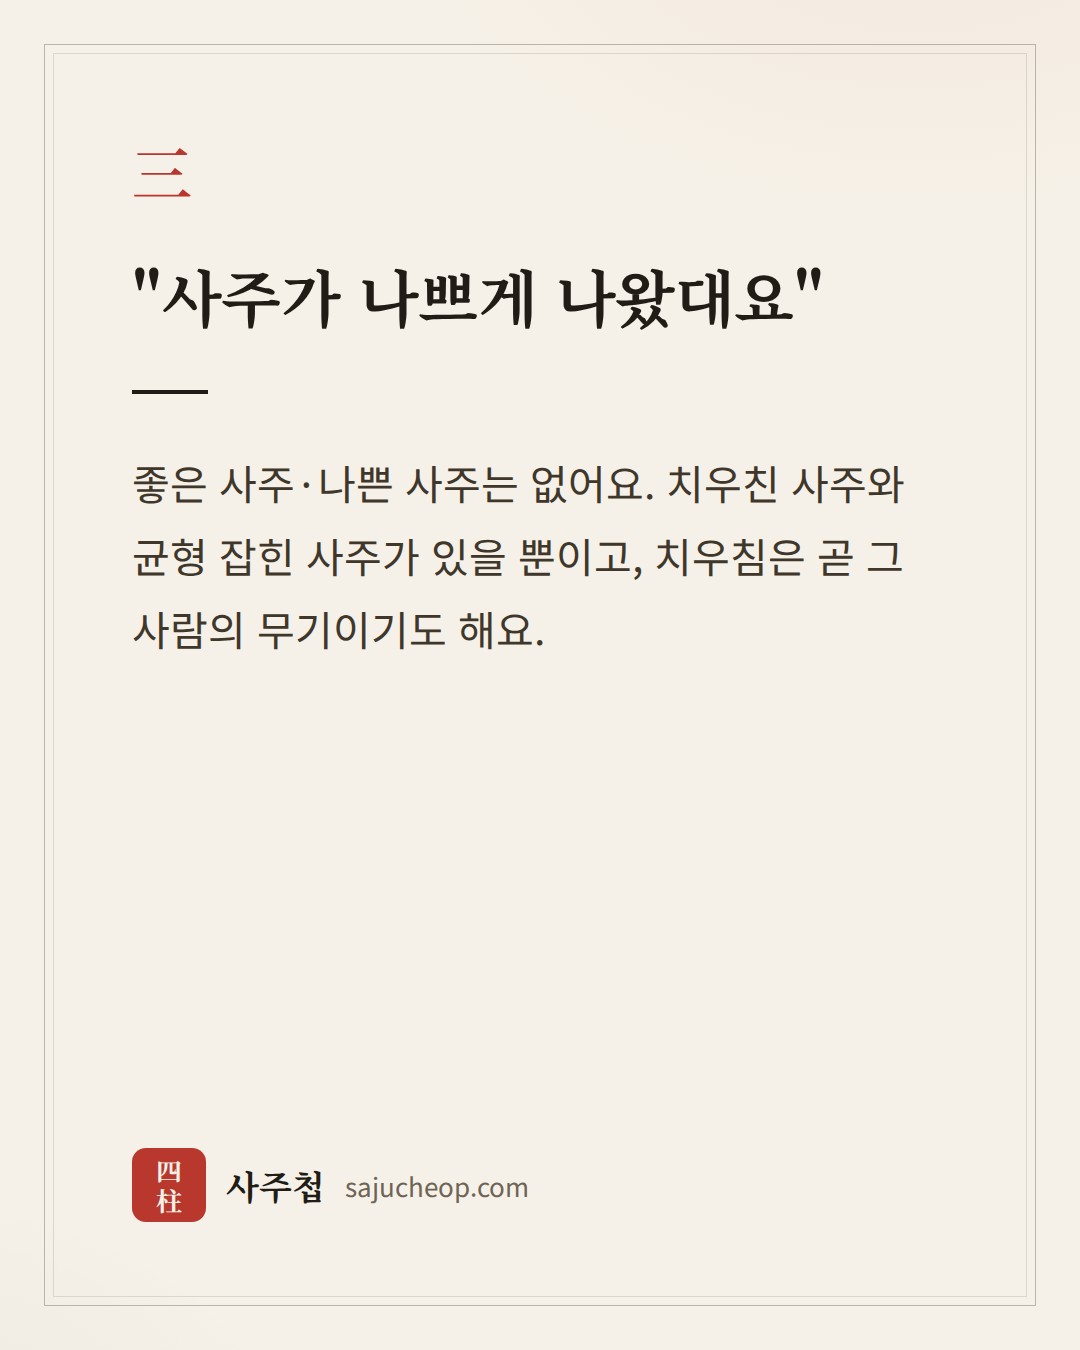 三
"사주가 나쁘게 나왔대요"
좋은 사주·나쁜 사주는 없어요. 치우친 사주와
균형 잡힌 사주가 있을 뿐이고, 치우침은 곧 그
사람의 무기이기도 해요.
四
柱
사주첩 sajucheop.com